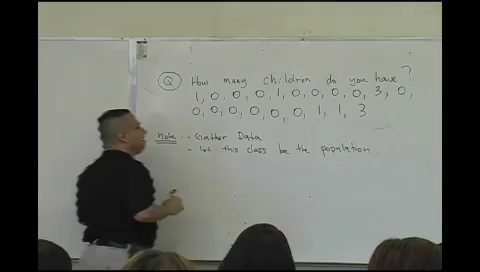 Q How many children do you have?
1, 0, 0, 0, 1, 0, 0, 0, 0, 3, 0,
0, 0, 0, 0, 0, 0, 1, 1, 3
Note: - Gather Data
- Let this class be the population.